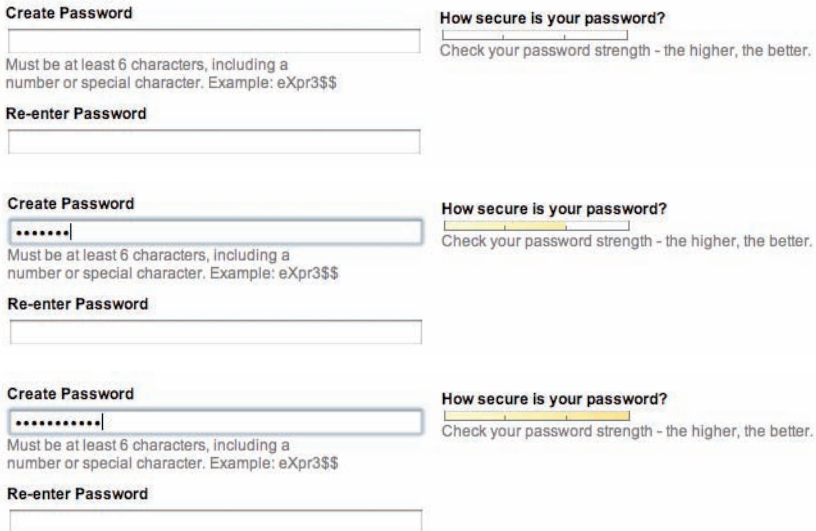 Create Password
How secure is your password?
Check your password strength - the higher, the better.
Must be at least 6 characters, including a
number or special character. Example: eXpr3$$
Re-enter Password
Create Password
How secure is your password?
•••••••
Check your password strength - the higher, the better.
Must be at least 6 characters, including a
number or special character. Example: eXpr3$$
Re-enter Password
Create Password
How secure is your password?
•••••••••••
Check your password strength - the higher, the better.
Must be at least 6 characters, including a
number or special character. Example: eXpr3$$
Re-enter Password